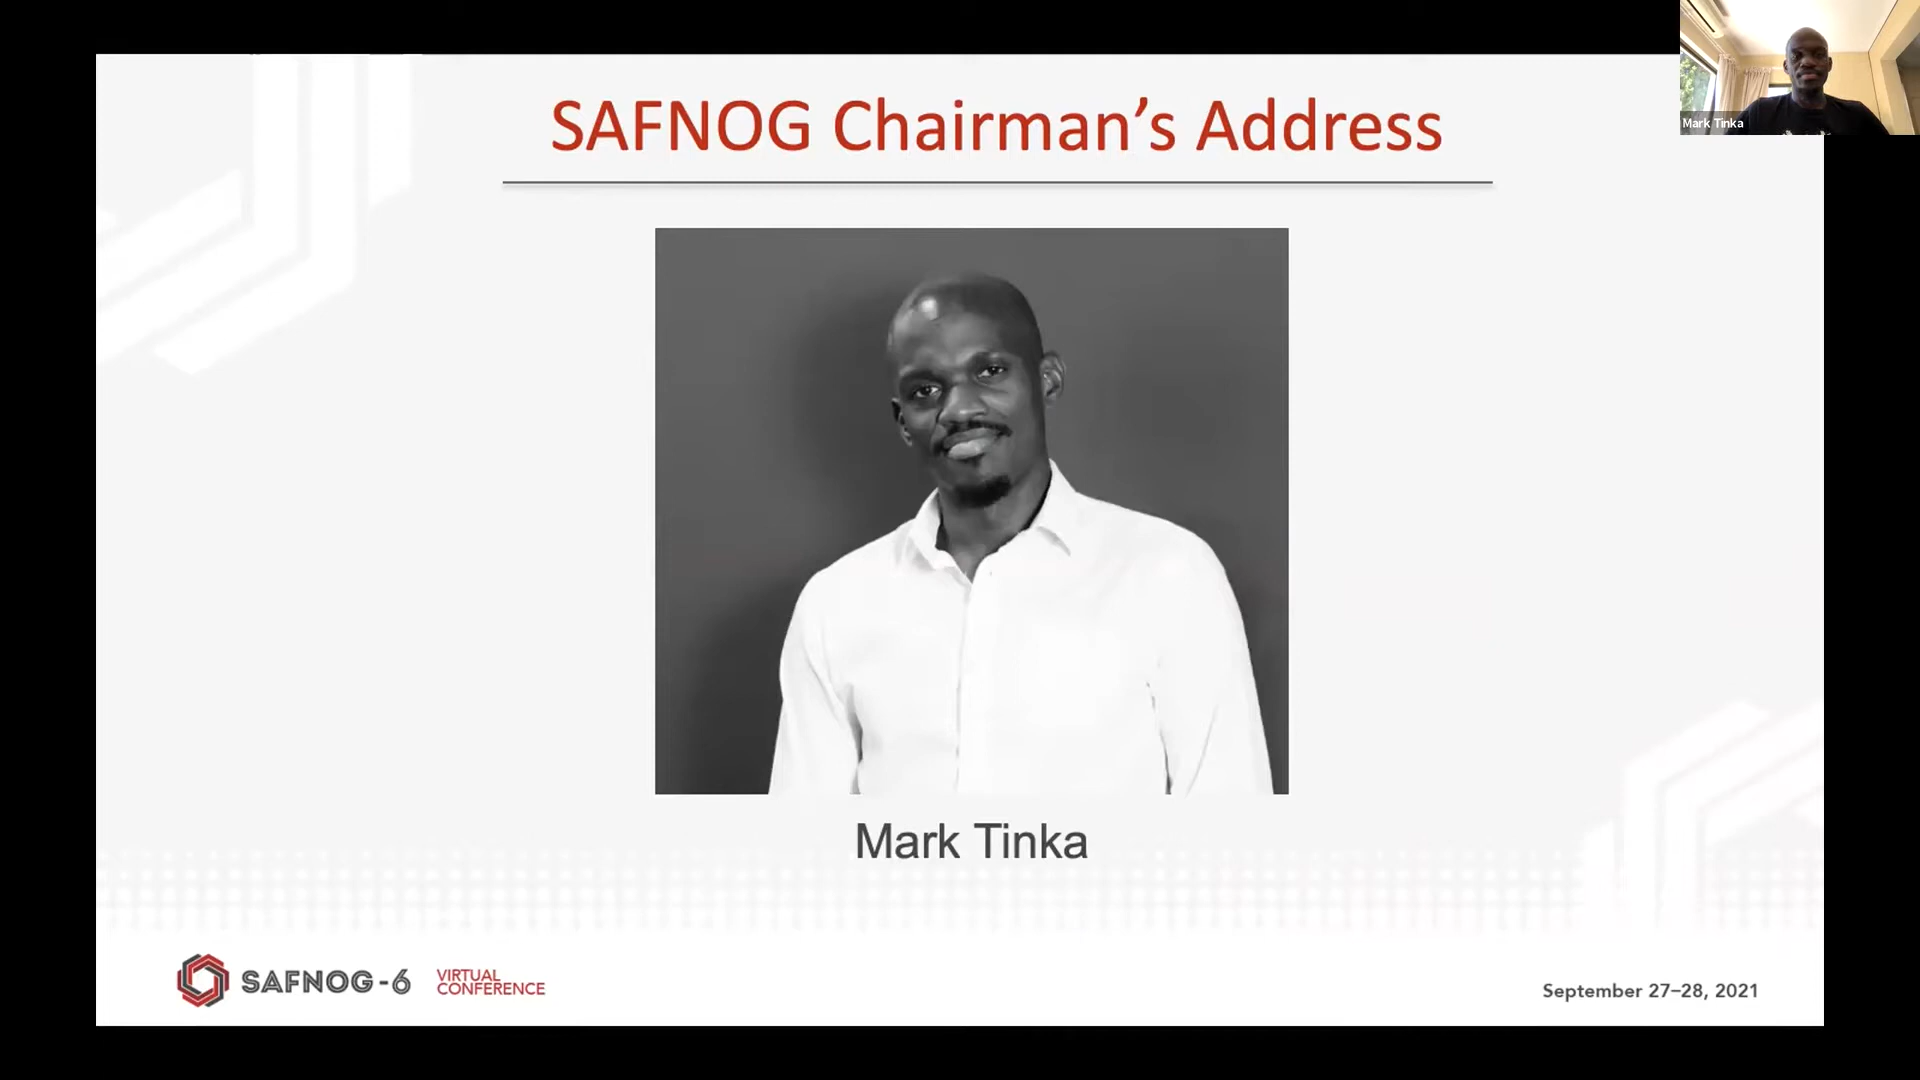 SAFNOG Chairman’s Address
Mark Tinka
Mark Tinka
SAFNOG-6
VIRTUAL
CONFERENCE
September 27–28, 2021